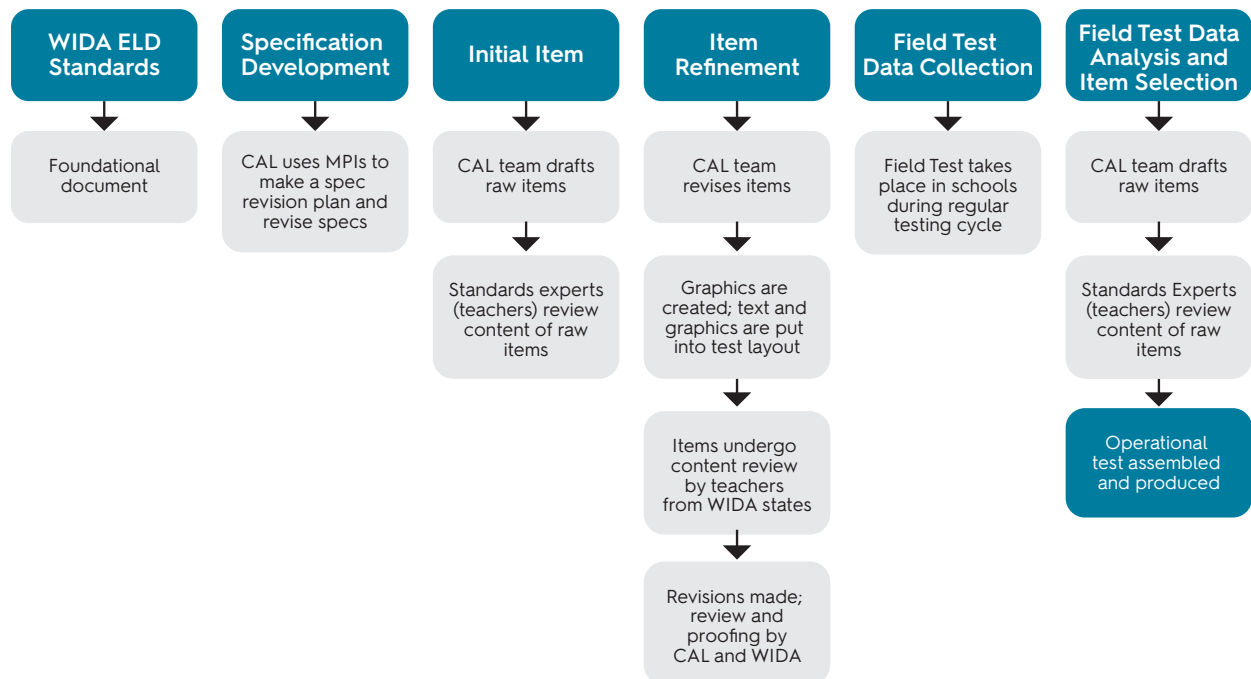 WIDA ELD
Standards
Foundational
document
Specification
Development
CAL uses MPIs to
make a spec
revision plan and
revise specs
Initial Item
CAL team drafts
raw items
Standards experts
(teachers) review
content of raw
items
Item
Refinement
CAL team
revises items
Graphics are
created; text and
graphics are put
into test layout
Items undergo
content review
by teachers
from WIDA states
Revisions made;
review and
proofing by
CAL and WIDA
Field Test
Data Collection
Field Test takes
place in schools
during regular
testing cycle
Field Test Data
Analysis and
Item Selection
CAL team drafts
raw items
Standards Experts
(teachers) review
content of raw
items
Operational
test assembled
and produced